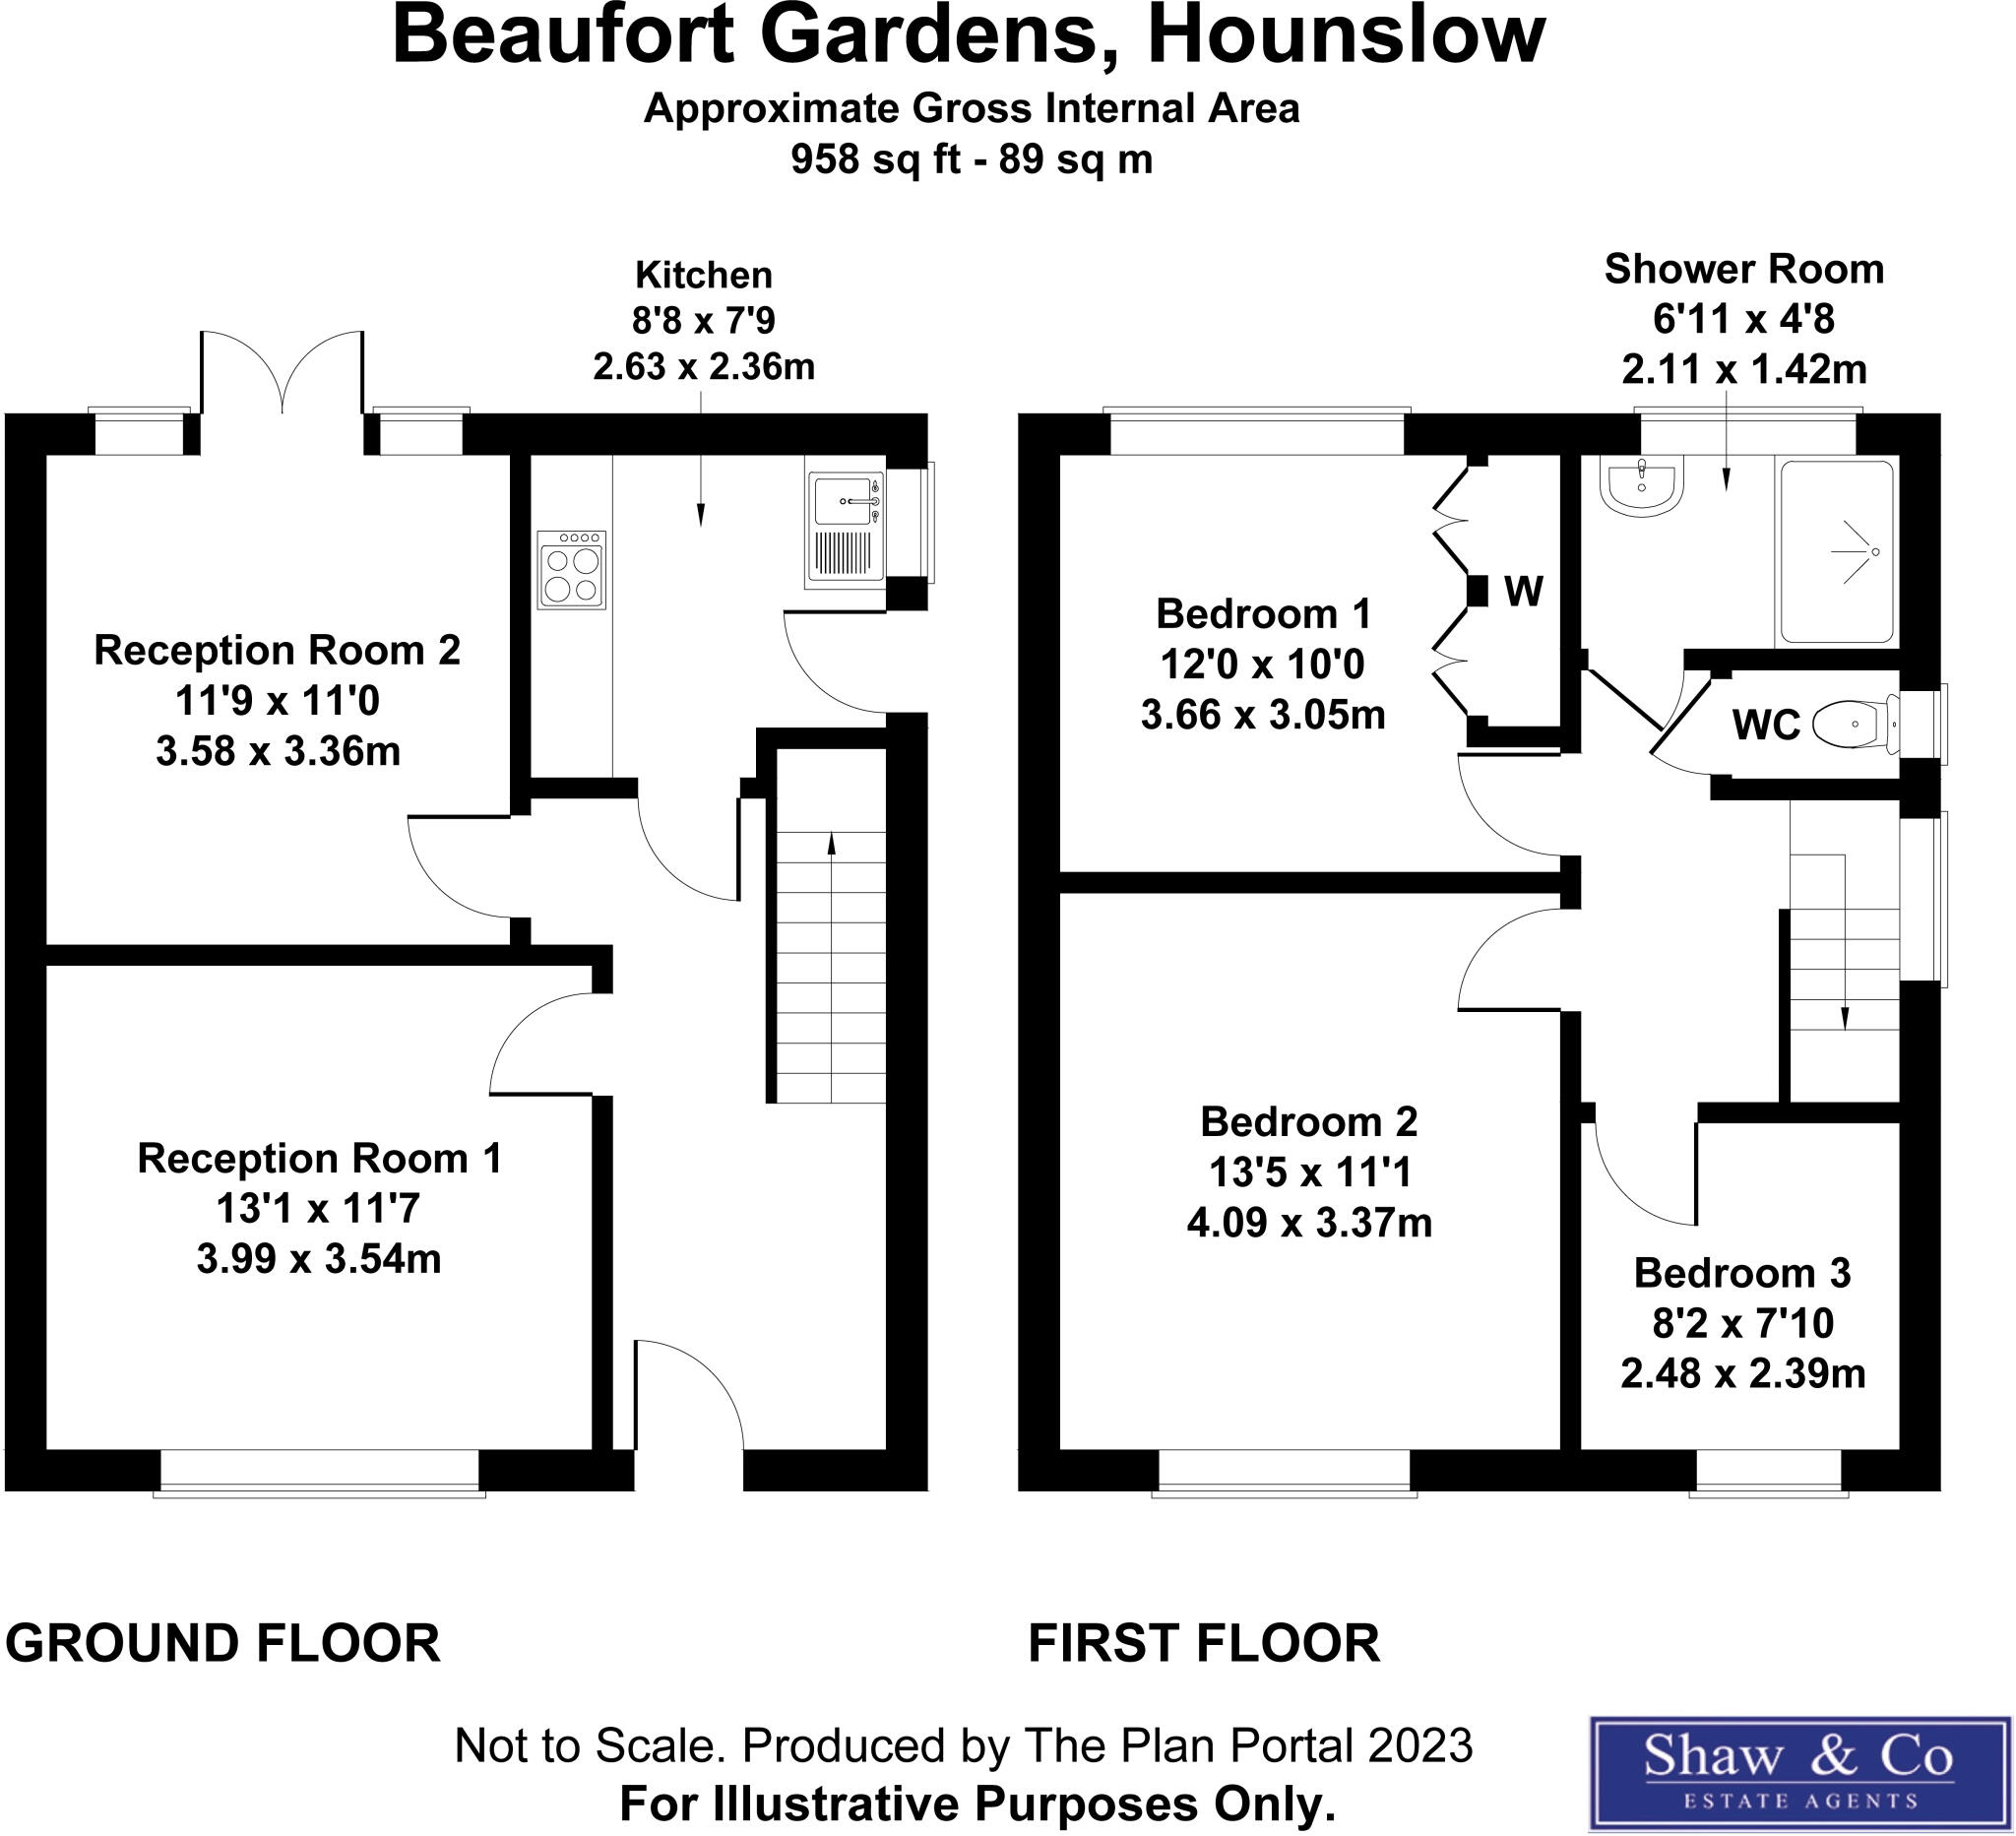 Beaufort Gardens, Hounslow
Approximate Gross Internal Area
958 sq ft - 89 sq m
Kitchen
8'8 x 7'9
2.63 x 2.36m
Shower Room
6'11 x 4'8
2.11 x 1.42m
Reception Room 2
11'9 x 11'0
3.58 x 3.36m
Bedroom 1
12'0 x 10'0
3.66 x 3.05m
W
WC
Reception Room 1
13'1 x 11'7
3.99 x 3.54m
Bedroom 2
13'5 x 11'1
4.09 x 3.37m
Bedroom 3
8'2 x 7'10
2.48 x 2.39m
GROUND FLOOR
FIRST FLOOR
Not to Scale. Produced by The Plan Portal 2023
For Illustrative Purposes Only.
Shaw & Co
ESTATE AGENTS